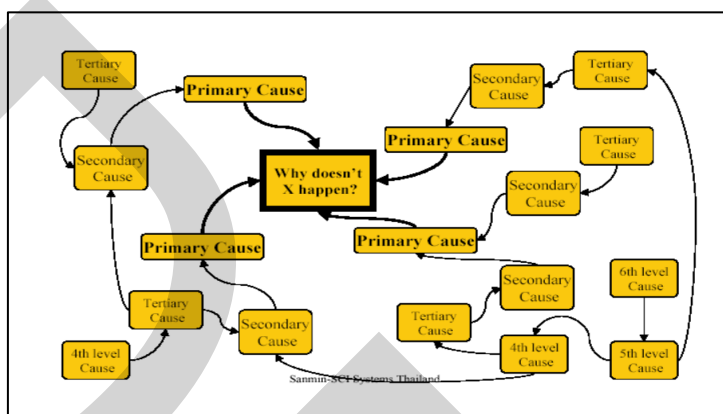 Tertiary
Cause
Primary Cause
Secondary
Cause
Tertiary
Cause
Primary Cause
Tertiary
Cause
Why doesn't
X happen?
Secondary
Cause
Secondary
Cause
Primary Cause
Primary Cause
Secondary
Cause
6th level
Cause
Tertiary
Cause
Secondary
Cause
Tertiary
Cause
4th level
Cause
4th level
Cause
5th level
Cause
Sanmin-SCI Systems Thailand